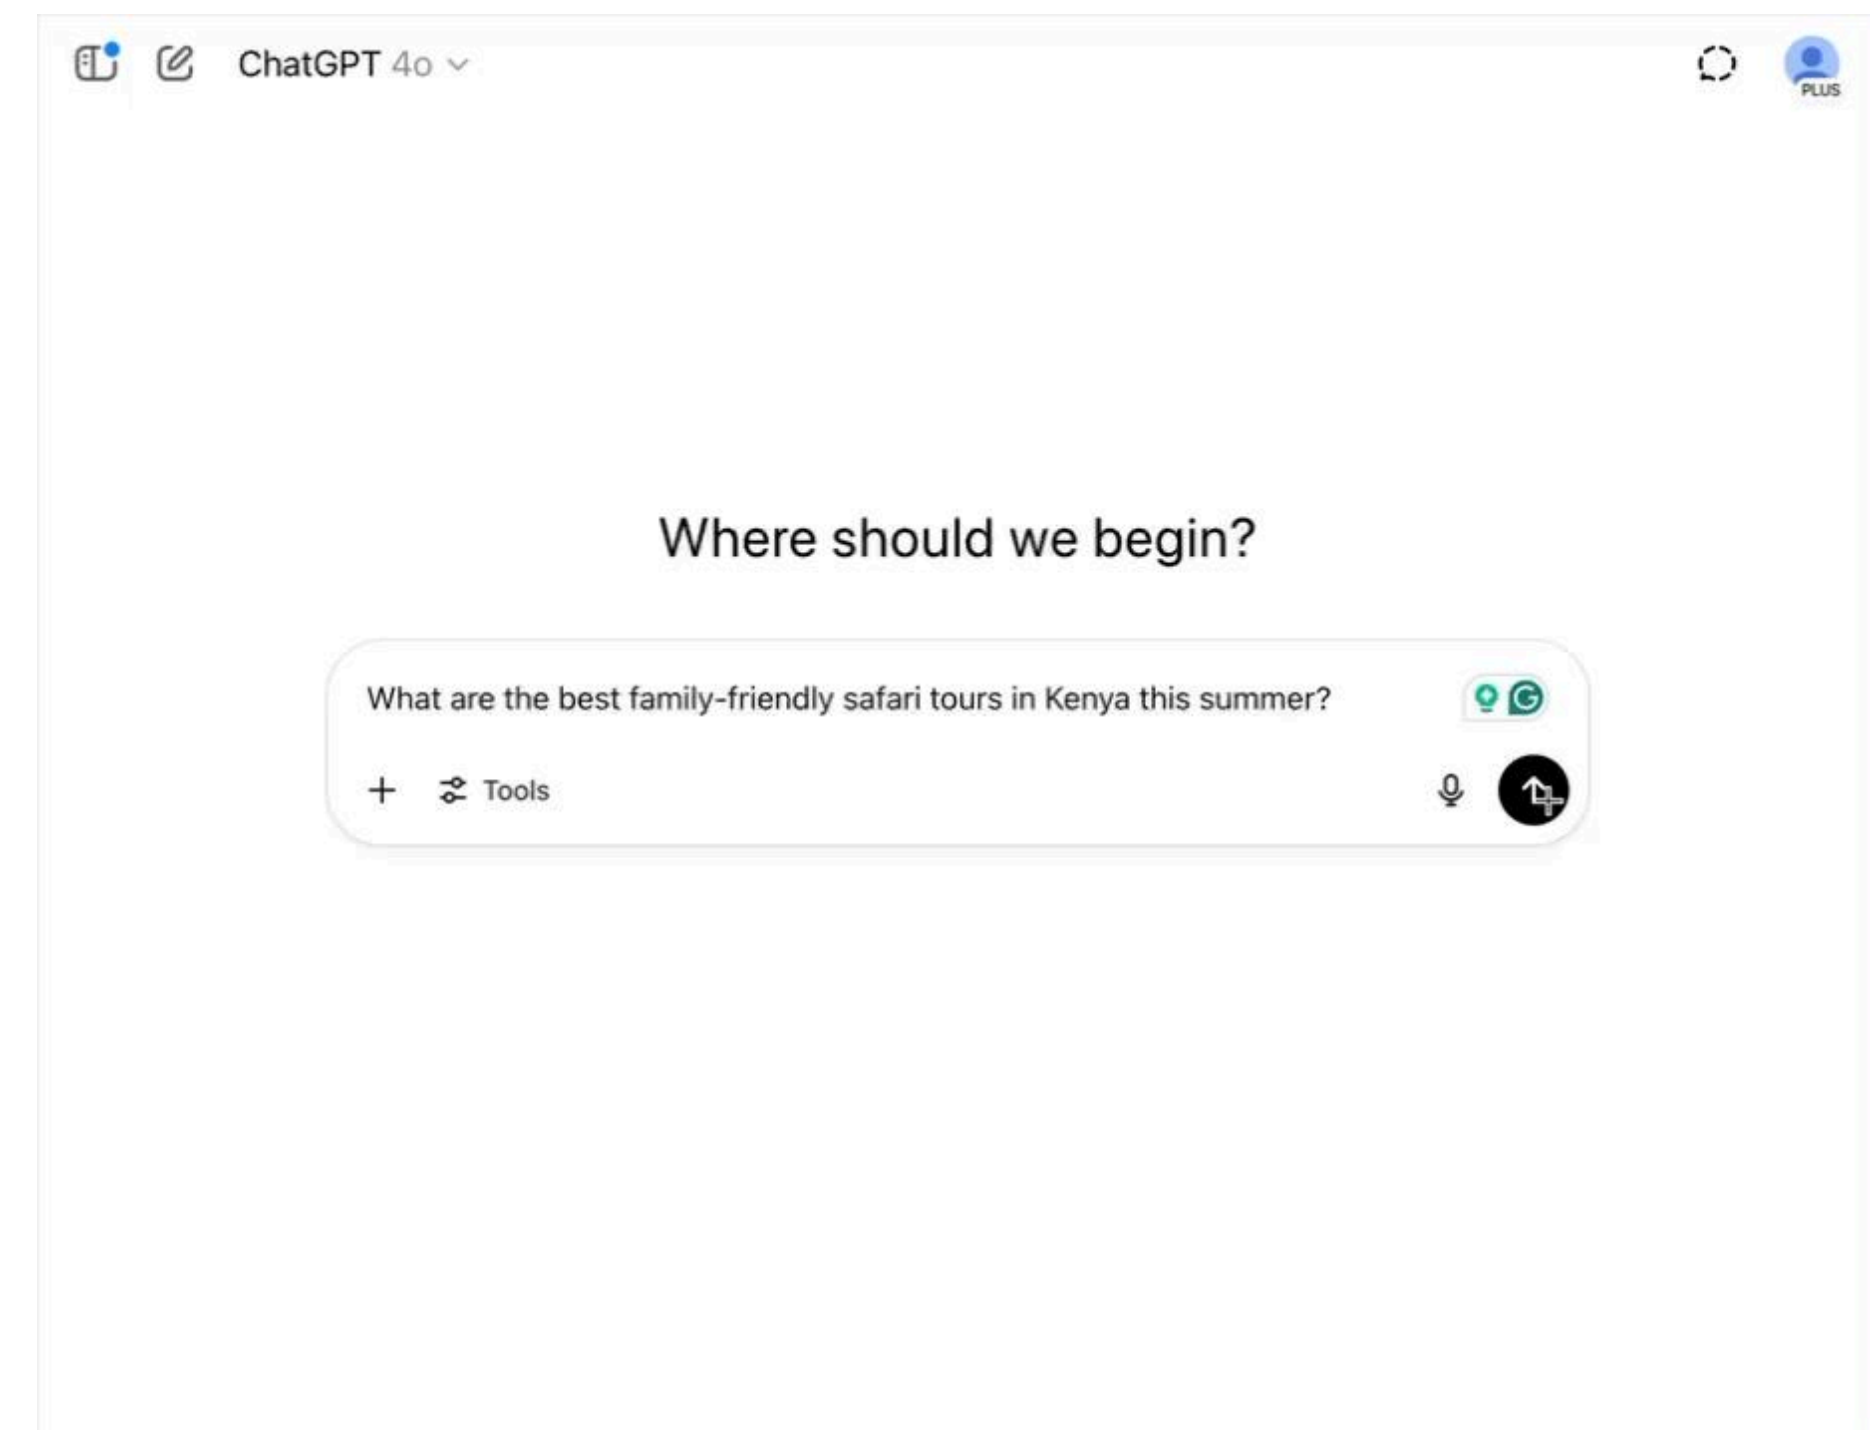 ChatGPT 4o
PLUS
Where should we begin?
What are the best family-friendly safari tours in Kenya this summer?
Tools